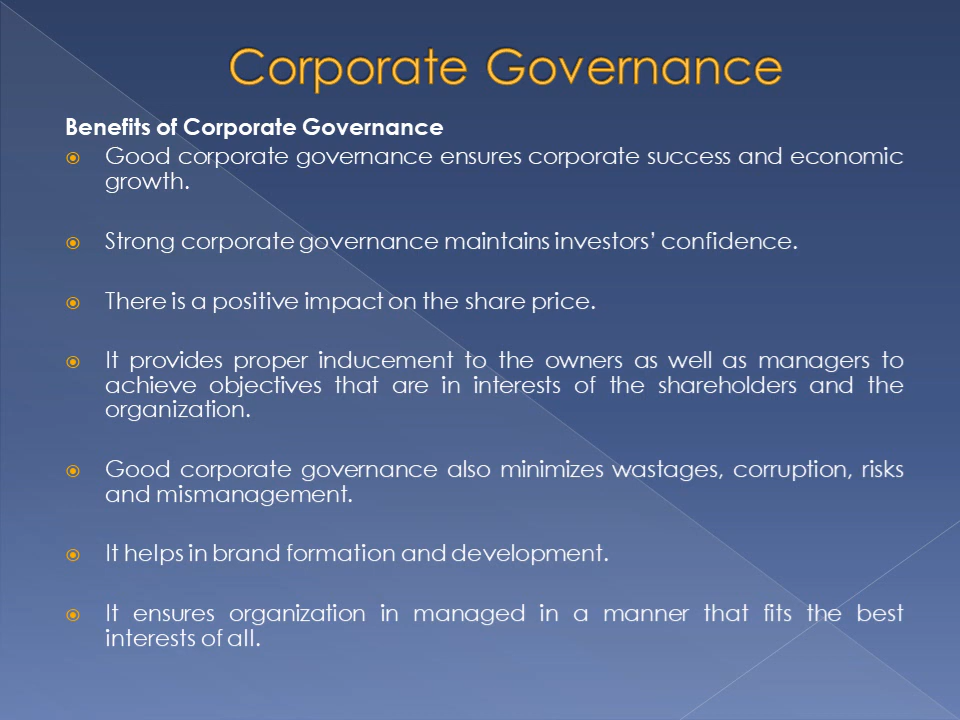 Corporate Governance
Benefits of Corporate Governance
Good corporate governance ensures corporate success and economic
growth.
Strong corporate governance maintains investors’ confidence.
There is a positive impact on the share price.
It provides proper inducement to the owners as well as managers to
achieve objectives that are in interests of the shareholders and the
organization.
Good corporate governance also minimizes wastages, corruption, risks
and mismanagement.
It helps in brand formation and development.
It ensures organization in managed in a manner that fits the best
interests of all.